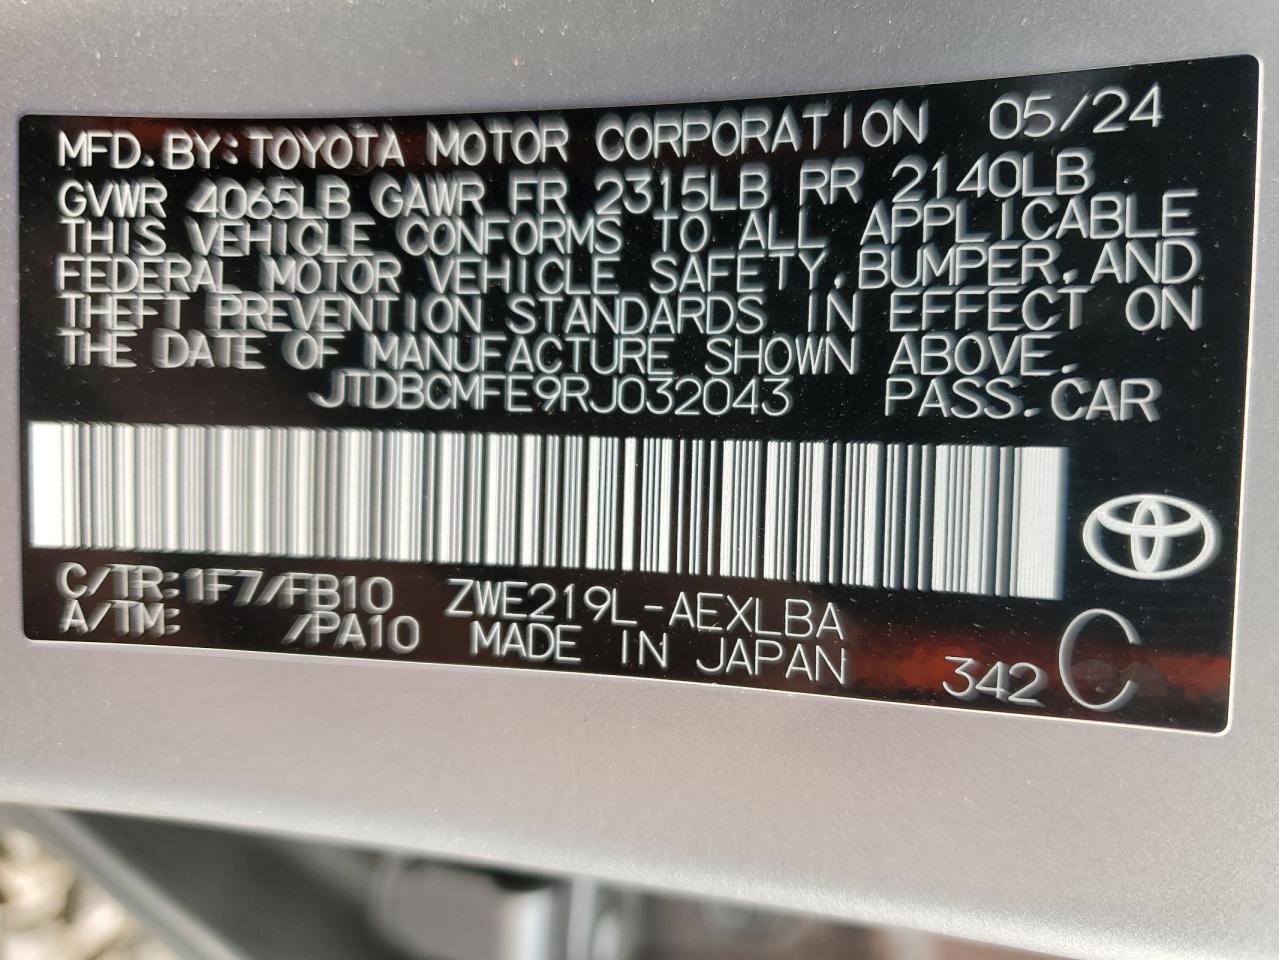 MFD. BY: TOYOTA MOTOR CORPORATION 05/24
GVWR 4065LB GAWR FR 2315LB RR 2140LB
THIS VEHICLE CONFORMS TO ALL APPLICABLE
FEDERAL MOTOR VEHICLE SAFETY, BUMPER, AND
THEFT PREVENTION STANDARDS IN EFFECT ON
THE DATE OF MANUFACTURE SHOWN ABOVE.
JTDBCMFE9RJ032043 PASS. CAR
C/TR: 1F7/FB10 ZWE219L-AEXLBA
A/TM: /PA10 MADE IN JAPAN 342 C